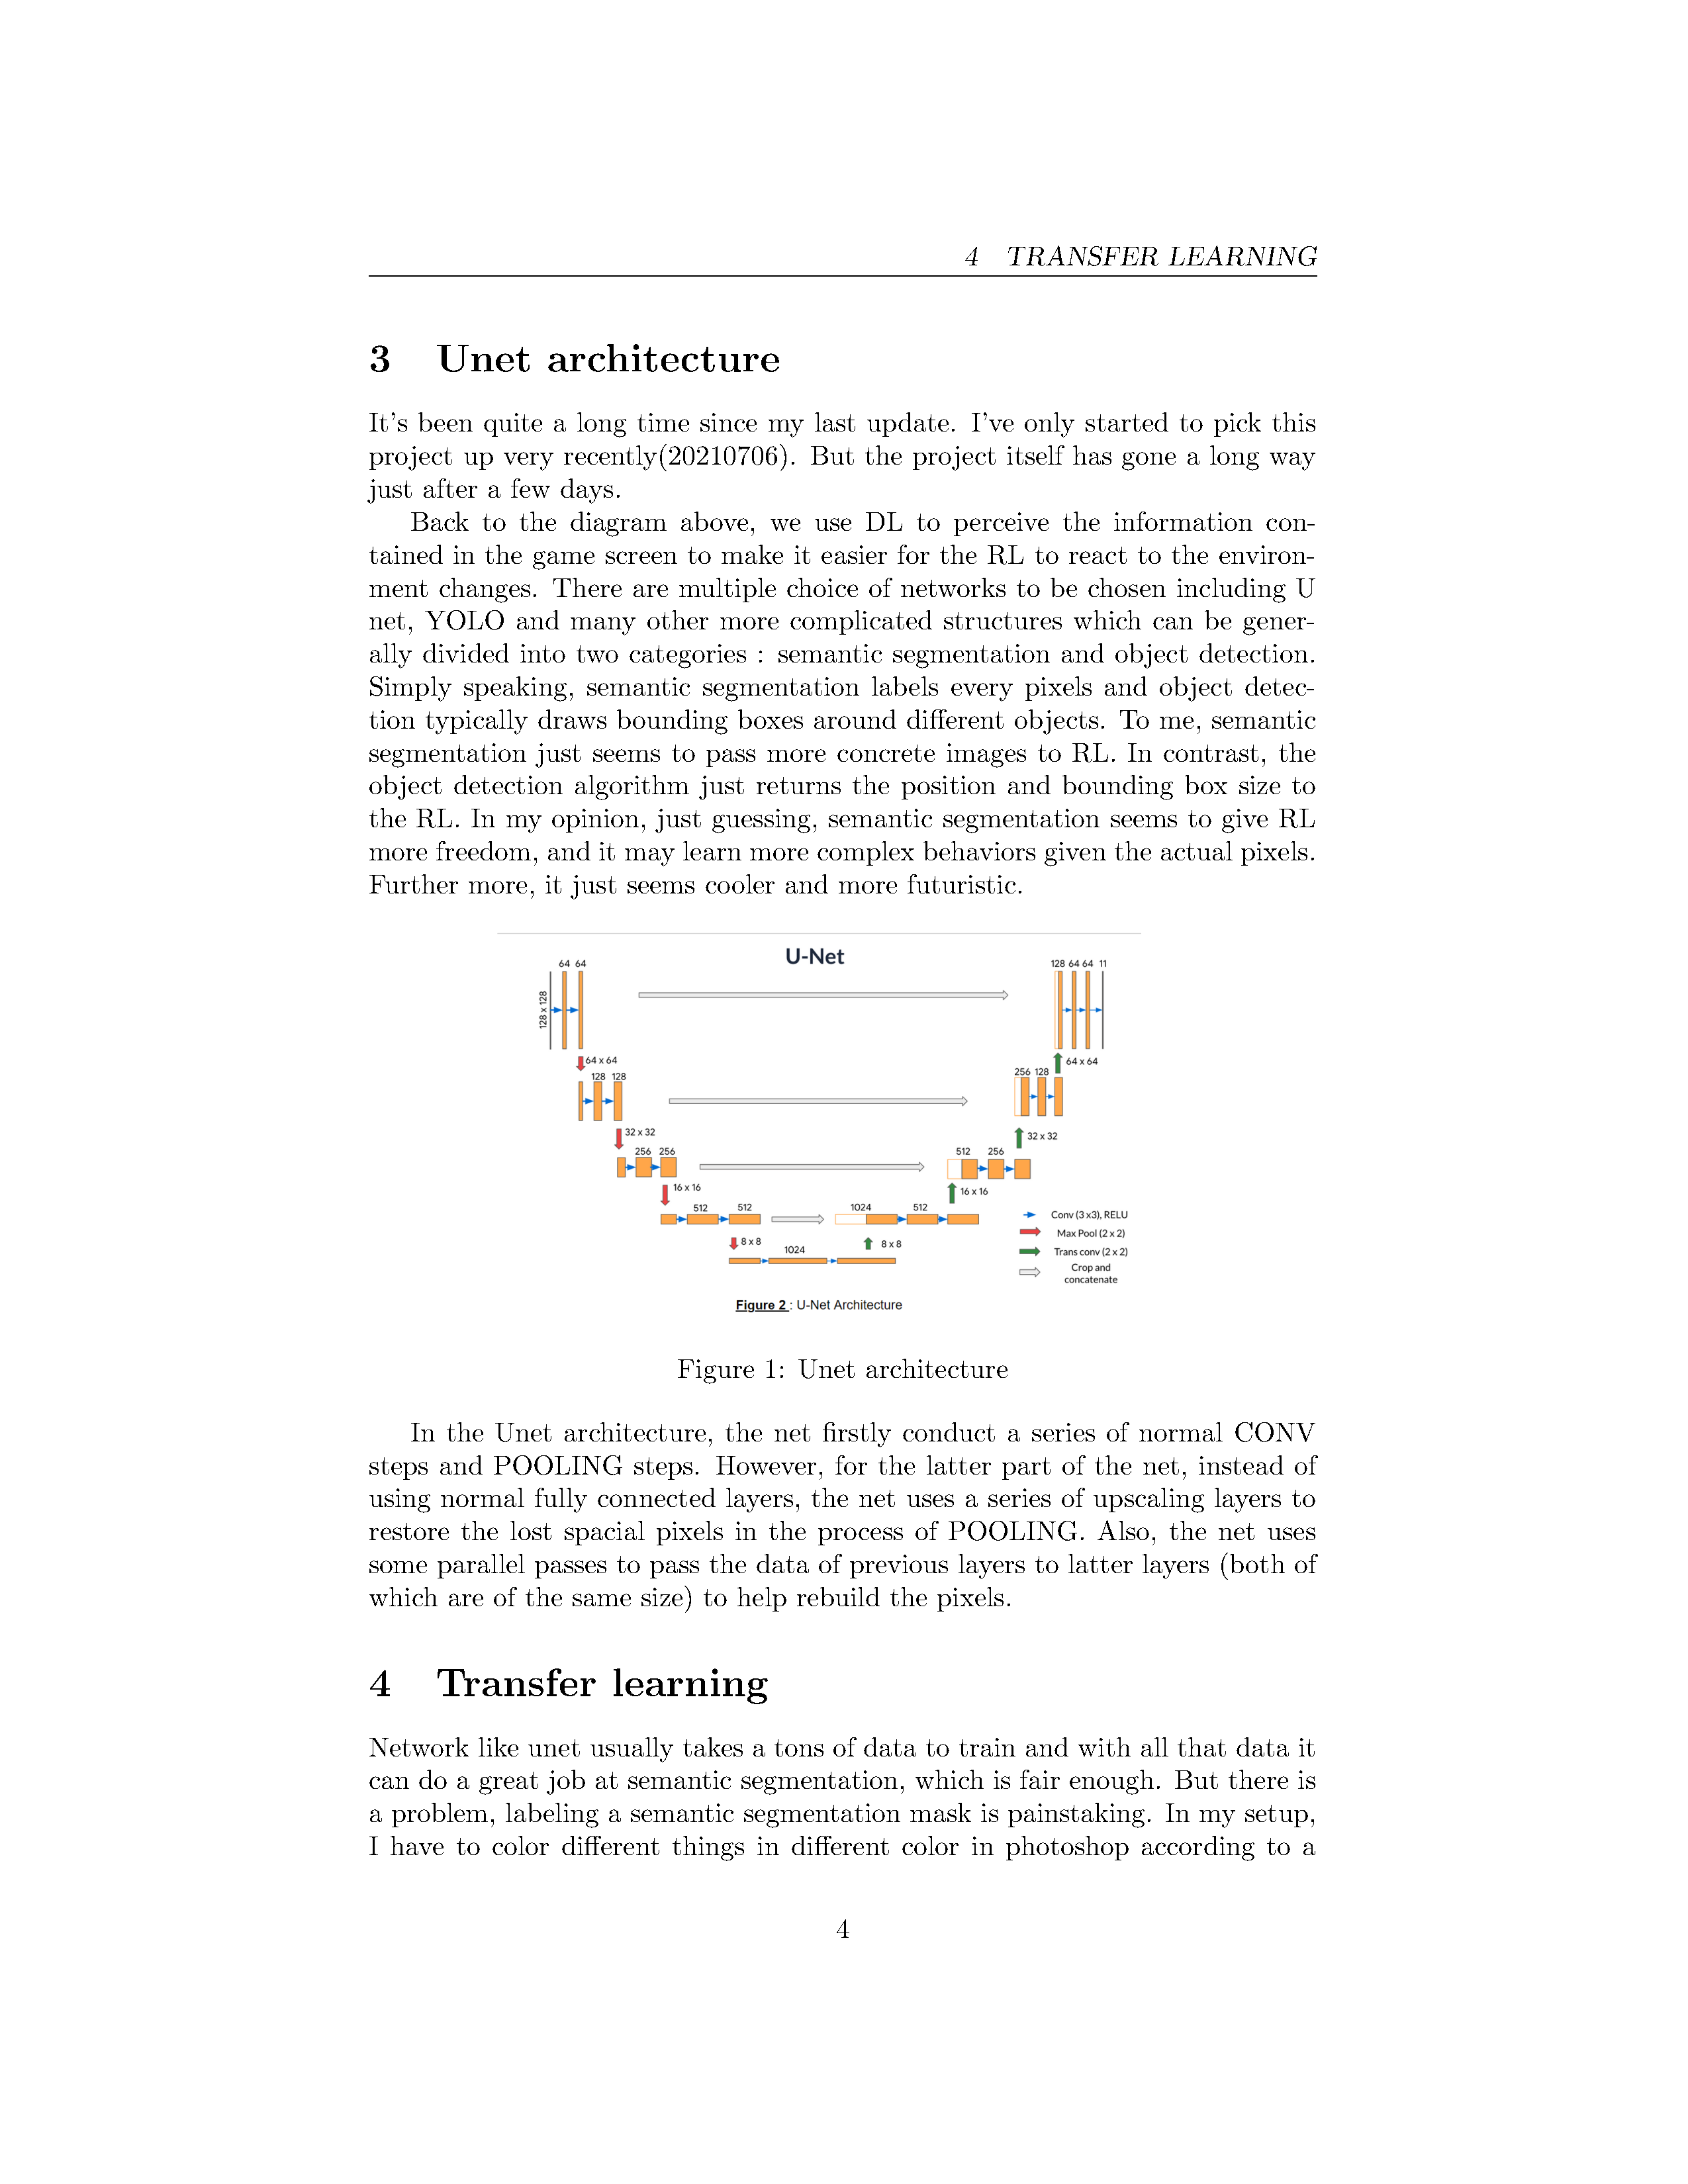 4 TRANSFER LEARNING
3 Unet architecture
It's been quite a long time since my last update. I've only started to pick this
project up very recently(20210706). But the project itself has gone a long way
just after a few days.
Back to the diagram above, we use DL to perceive the information con-
tained in the game screen to make it easier for the RL to react to the environ-
ment changes. There are multiple choice of networks to be chosen including U
net, YOLO and many other more complicated structures which can be gener-
ally divided into two categories : semantic segmentation and object detection.
Simply speaking, semantic segmentation labels every pixels and object detec-
tion typically draws bounding boxes around different objects. To me, semantic
segmentation just seems to pass more concrete images to RL. In contrast, the
object detection algorithm just returns the position and bounding box size to
the RL. In my opinion, just guessing, semantic segmentation seems to give RL
more freedom, and it may learn more complex behaviors given the actual pixels.
Further more, it just seems cooler and more futuristic.
U-Net
64 64
128 64 64 11
128 x 128
64 x 64
64 x 64
128 128
256 128
32 x 32
32 x 32
256 256
512 256
16 x 16
16 x 16
512 512
1024 512
8 x 8
8 x 8
1024
Conv (3 x3), RELU
Max Pool (2 x 2)
Trans conv (2 x 2)
Crop and
concatenate
Figure 2 : U-Net Architecture
Figure 1: Unet architecture
In the Unet architecture, the net firstly conduct a series of normal CONV
steps and POOLING steps. However, for the latter part of the net, instead of
using normal fully connected layers, the net uses a series of upscaling layers to
restore the lost spacial pixels in the process of POOLING. Also, the net uses
some parallel passes to pass the data of previous layers to latter layers (both of
which are of the same size) to help rebuild the pixels.
4 Transfer learning
Network like unet usually takes a tons of data to train and with all that data it
can do a great job at semantic segmentation, which is fair enough. But there is
a problem, labeling a semantic segmentation mask is painstaking. In my setup,
I have to color different things in different color in photoshop according to a
4